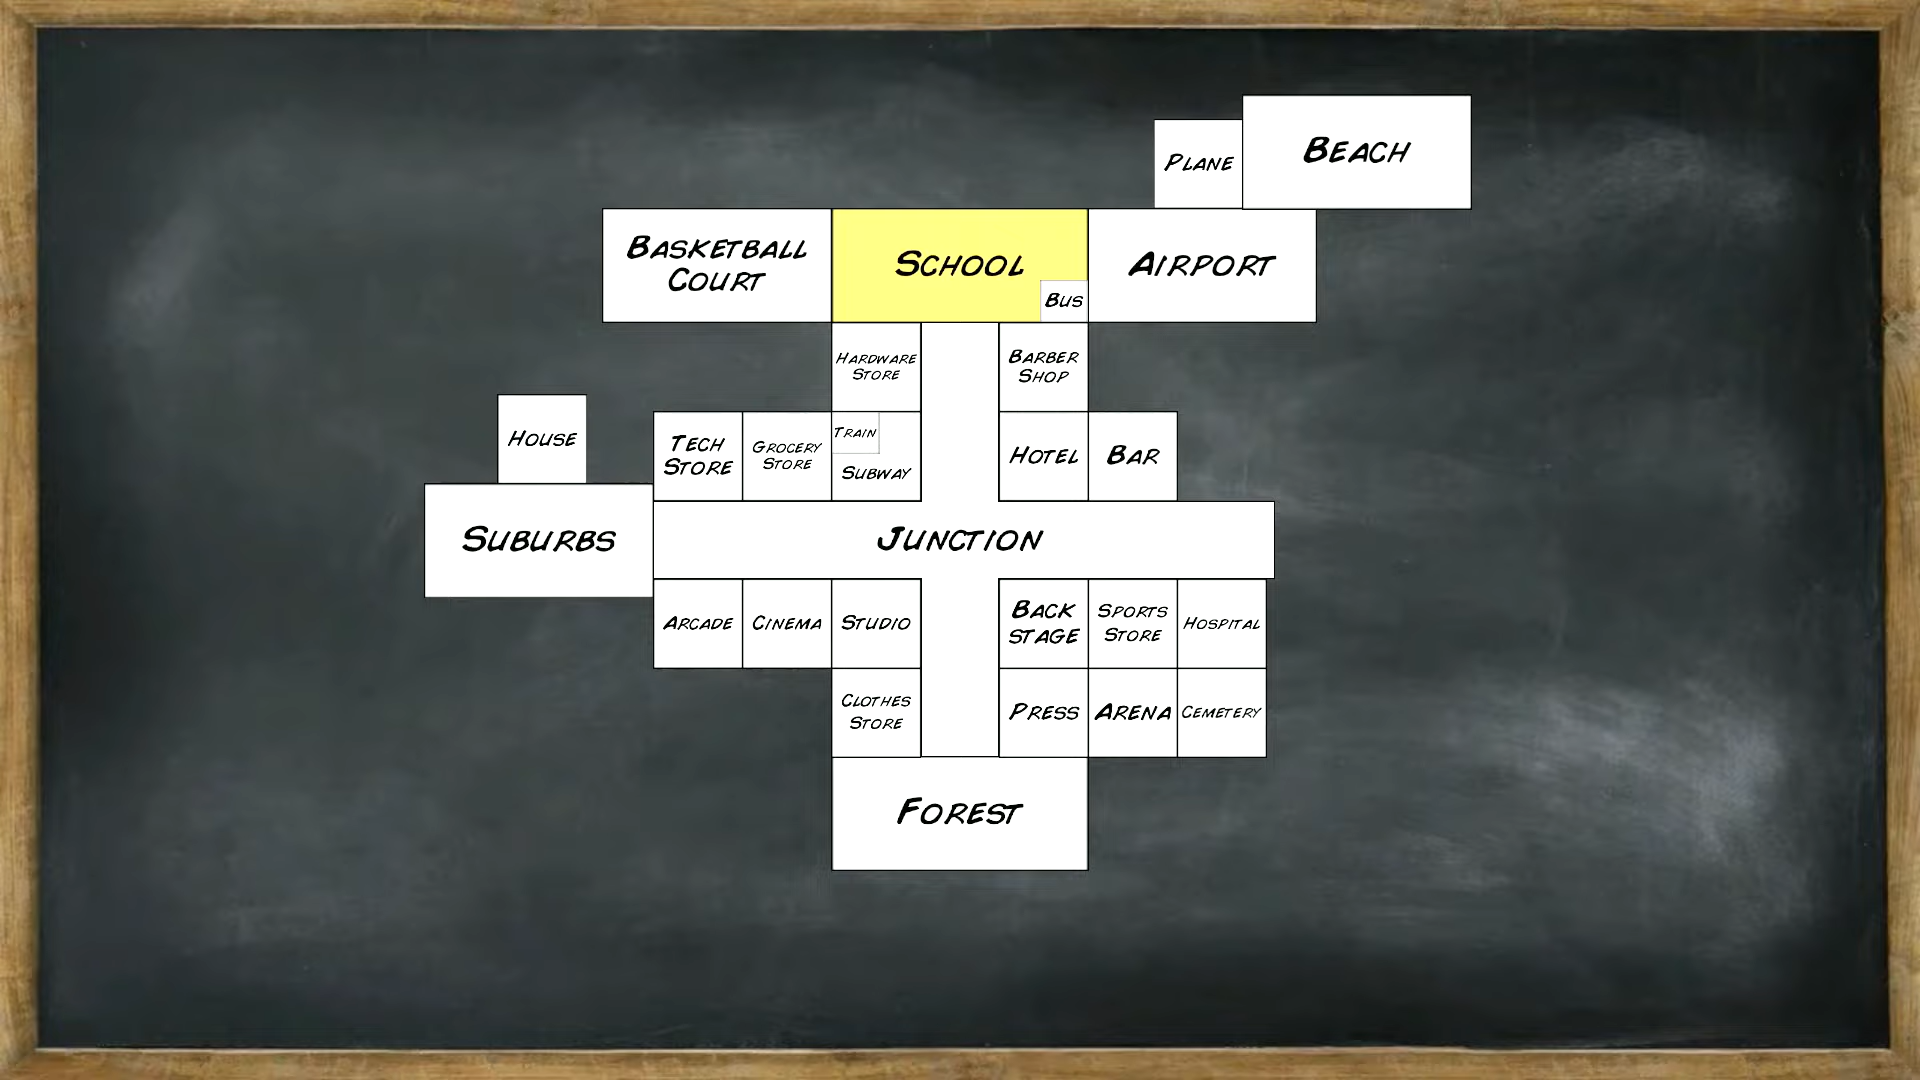 PLANE
BEACH
BASKETBALL
COURT
SCHOOL
BUS
AIRPORT
HARDWARE
STORE
BARBER
SHOP
HOUSE
TECH
STORE
GROCERY
STORE
TRAIN
SUBWAY
HOTEL
BAR
SUBURBS
JUNCTION
ARCADE
CINEMA
STUDIO
BACK
STAGE
SPORTS
STORE
HOSPITAL
CLOTHES
STORE
PRESS
ARENA
CEMETERY
FOREST